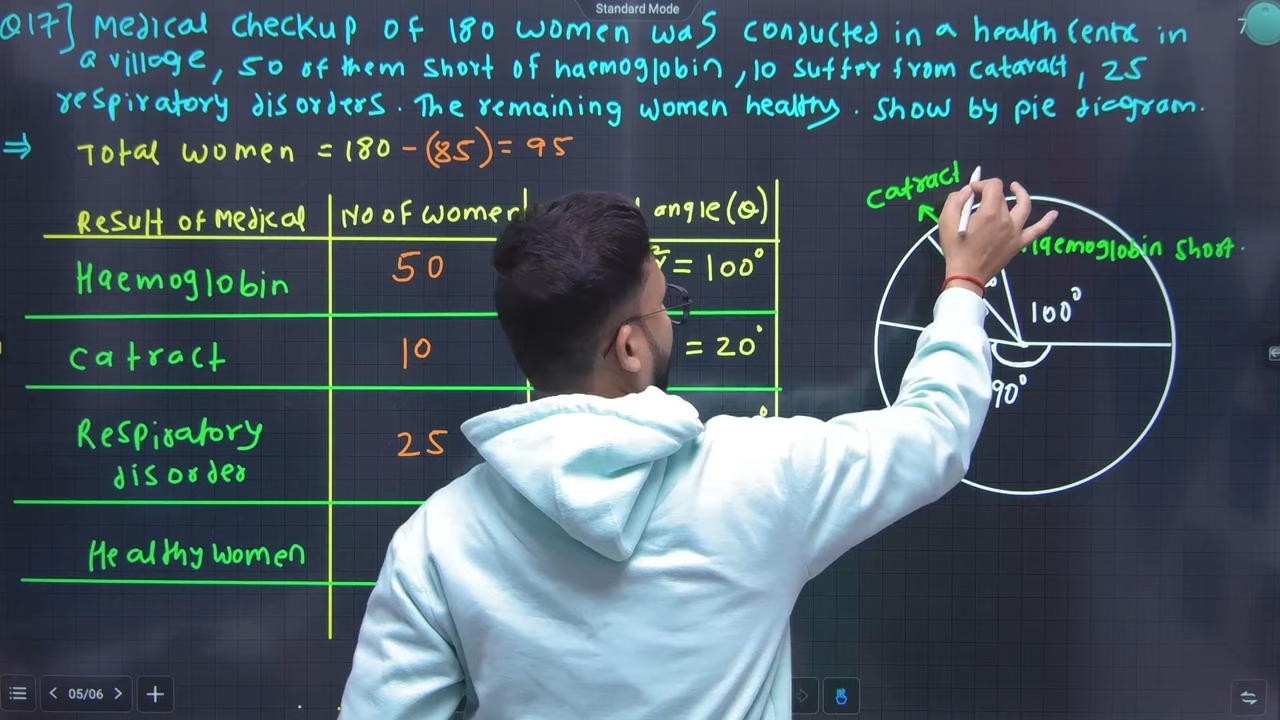 Standard Mode
Q17] Medical checkup of 180 women was conducted in a health centre in
a village, 50 of them short of haemoglobin, 10 suffer from cataract, 25
respiratory disorders. The remaining women healthy. Show by pie diagram.
⇒ Total women = 180 - (85) = 95
Result of Medical No of women angle (θ)
Haemoglobin 50 = 100°
Catract 10 = 20°
Respiratory 25
disorder
Healthy women
Catract
Haemoglobin short.
100°
90°
05/06